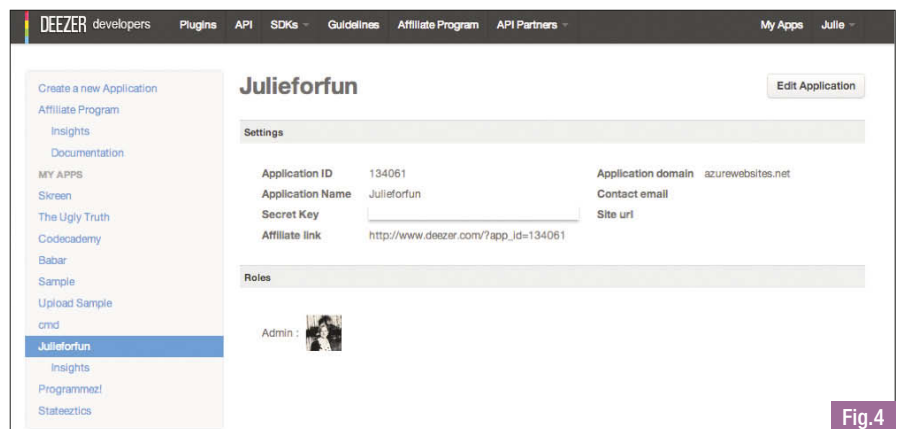 DEEZER developers Plugins API SDKs Guidelines Affiliate Program API Partners My Apps Julie
Create a new Application
Affiliate Program
Insights
Documentation
MY APPS
Skreen
The Ugly Truth
Codecademy
Babar
Sample
Upload Sample
cmd
Julieforfun
Insights
Programmez!
Stateeztics
Julieforfun
Edit Application
Settings
Application ID 134061
Application Name Julieforfun
Secret Key
Affiliate link http://www.deezer.com/?app_id=134061
Application domain azurewebsites.net
Contact email
Site url
Roles
Admin :
Fig.4